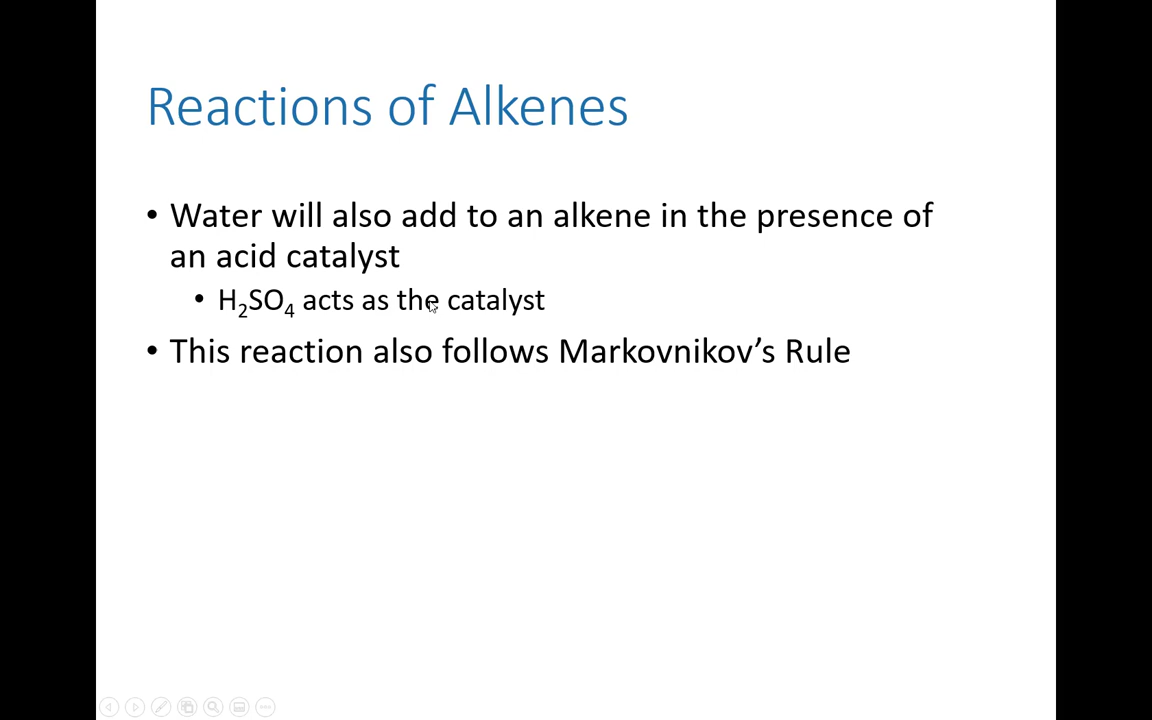 Reactions of Alkenes
• Water will also add to an alkene in the presence of
an acid catalyst
• H₂SO₄ acts as the catalyst
• This reaction also follows Markovnikov’s Rule